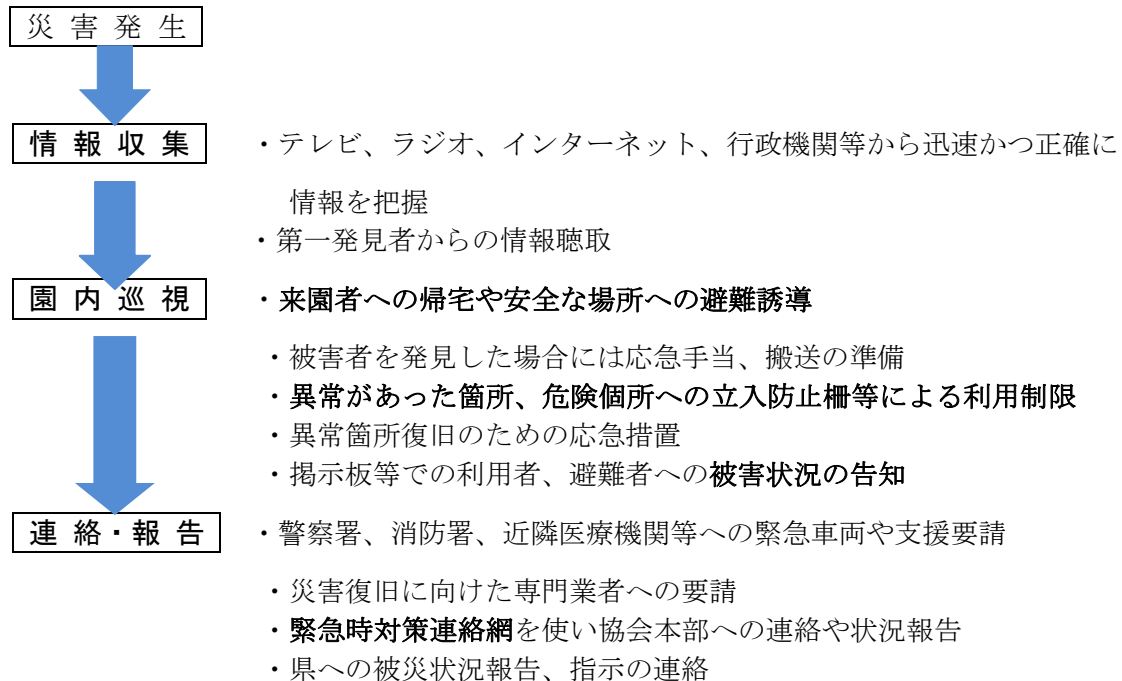 災 害 発 生
情 報 収 集 ・テレビ、ラジオ、インターネット、行政機関等から迅速かつ正確に
情報を把握
・第一発見者からの情報聴取
園 内 巡 視 ・来園者への帰宅や安全な場所への避難誘導
・被害者を発見した場合には応急手当、搬送の準備
・異常があった箇所、危険個所への立入防止柵等による利用制限
・異常箇所復旧のための応急措置
・掲示板等での利用者、避難者への被害状況の告知
連 絡・報 告 ・警察署、消防署、近隣医療機関等への緊急車両や支援要請
・災害復旧に向けた専門業者への要請
・緊急時対策連絡網を使い協会本部への連絡や状況報告
・県への被災状況報告、指示の連絡